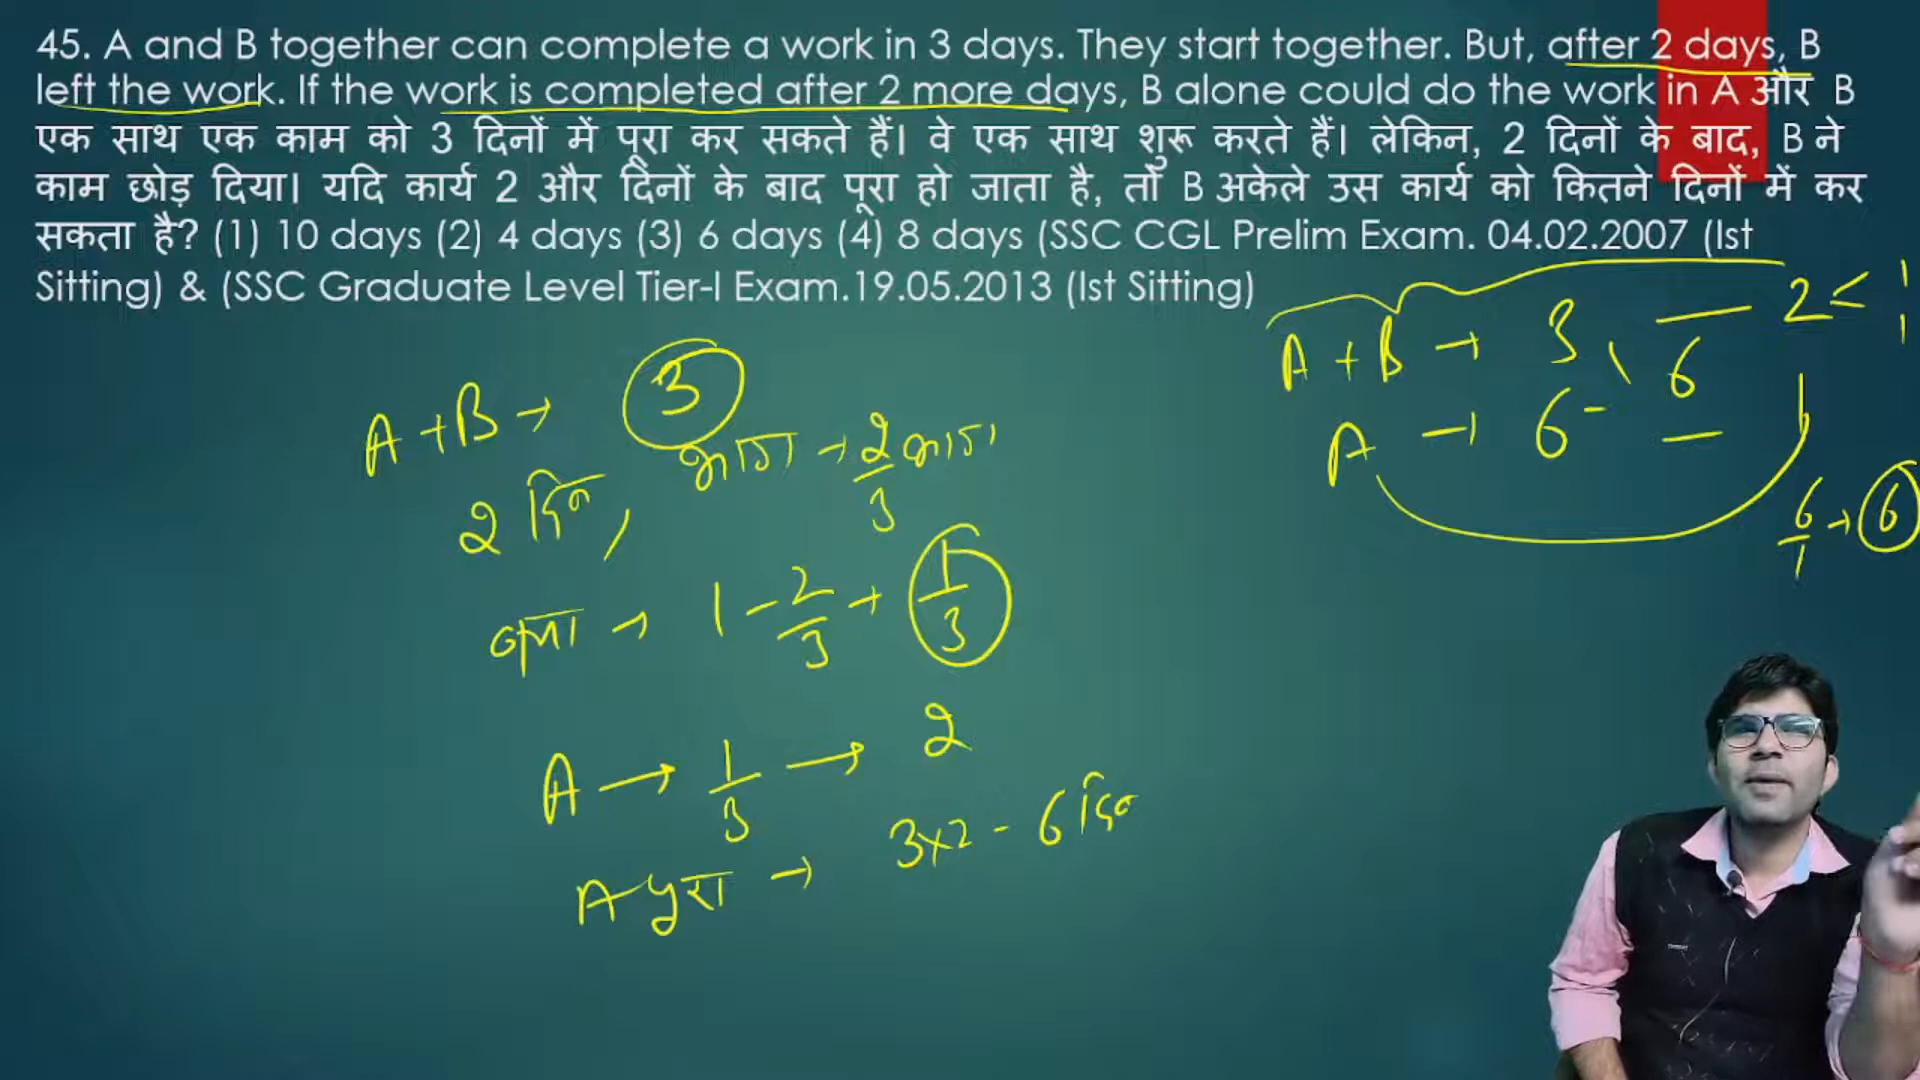 45. A and B together can complete a work in 3 days. They start together. But, after 2 days, B
left the work. If the work is completed after 2 more days, B alone could do the work in A और B
एक साथ एक काम को 3 दिनों में पूरा कर सकते हैं। वे एक साथ शुरू करते हैं। लेकिन, 2 दिनों के बाद, B ने
काम छोड़ दिया। यदि कार्य 2 और दिनों के बाद पूरा हो जाता है, तो B अकेले उस कार्य को कितने दिनों में कर
सकता है? (1) 10 days (2) 4 days (3) 6 days (4) 8 days (SSC CGL Prelim Exam. 04.02.2007 (Ist
Sitting) & (SSC Graduate Level Tier-I Exam.19.05.2013 (Ist Sitting)
A + B → 3
2 दिन, भाग → 2/3 भाग
1 - 2/3 → 1/3
A → 1/3 → 2
A पूरा → 3x2 - 6 दिन
A + B → 3, 6 2 <
A → 6 - 1
6/1 → 6